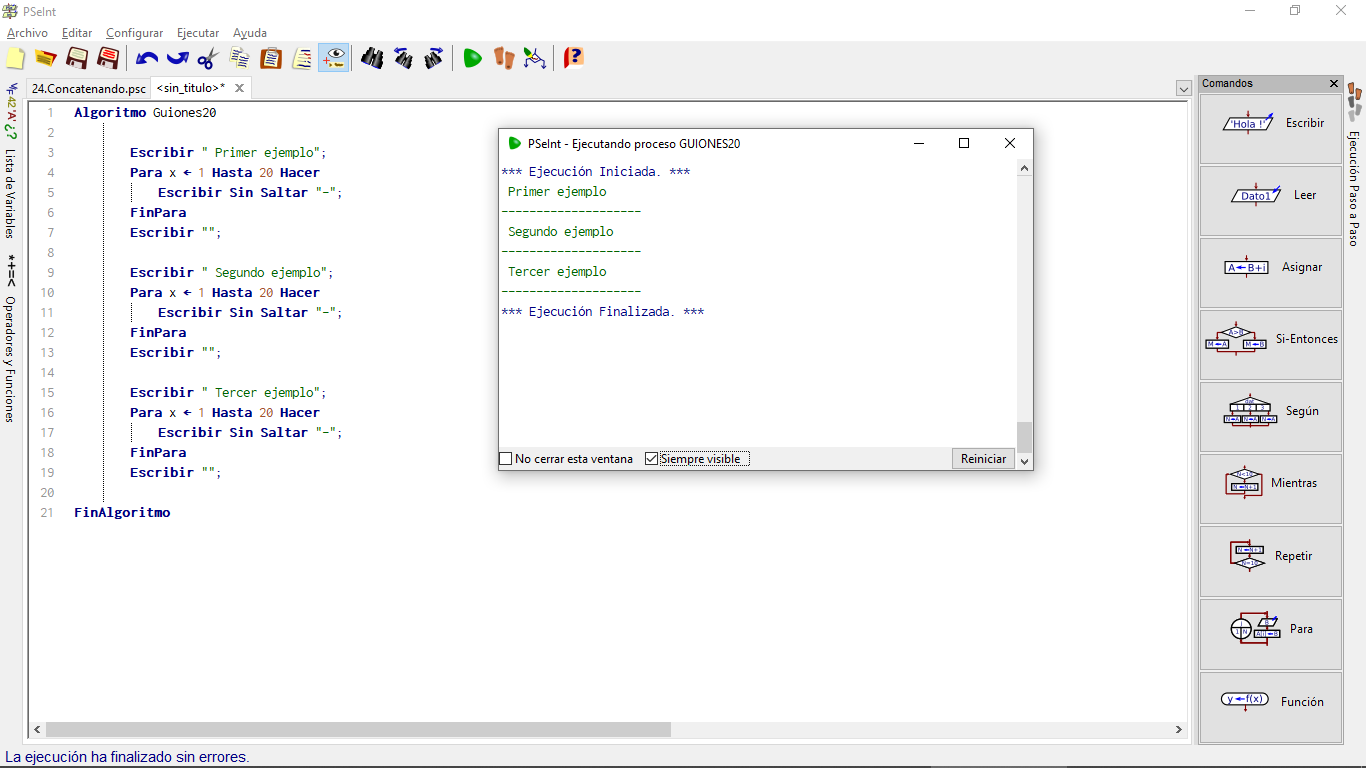 PSeInt
Archivo Editar Configurar Ejecutar Ayuda
24.Concatenando.psc <sin_titulo>*
Lista de Variables
*+=< Operadores y Funciones
1 Algoritmo Guiones20
2
3 Escribir " Primer ejemplo";
4 Para x ← 1 Hasta 20 Hacer
5 Escribir Sin Saltar "-";
6 FinPara
7 Escribir "";
8
9 Escribir " Segundo ejemplo";
10 Para x ← 1 Hasta 20 Hacer
11 Escribir Sin Saltar "-";
12 FinPara
13 Escribir "";
14
15 Escribir " Tercer ejemplo";
16 Para x ← 1 Hasta 20 Hacer
17 Escribir Sin Saltar "-";
18 FinPara
19 Escribir "";
20
21 FinAlgoritmo
PSeInt - Ejecutando proceso GUIONES20
*** Ejecución Iniciada. ***
Primer ejemplo
--------------------
Segundo ejemplo
--------------------
Tercer ejemplo
--------------------
*** Ejecución Finalizada. ***
No cerrar esta ventana Siempre visible Reiniciar
Comandos
'Hola !' Escribir
Dato1 Leer
A←B+i Asignar
A>B M←A M←B Si-Entonces
Según
Mientras
Repetir
Para
y←f(x) Función
Ejecución Paso a Paso
La ejecución ha finalizado sin errores.